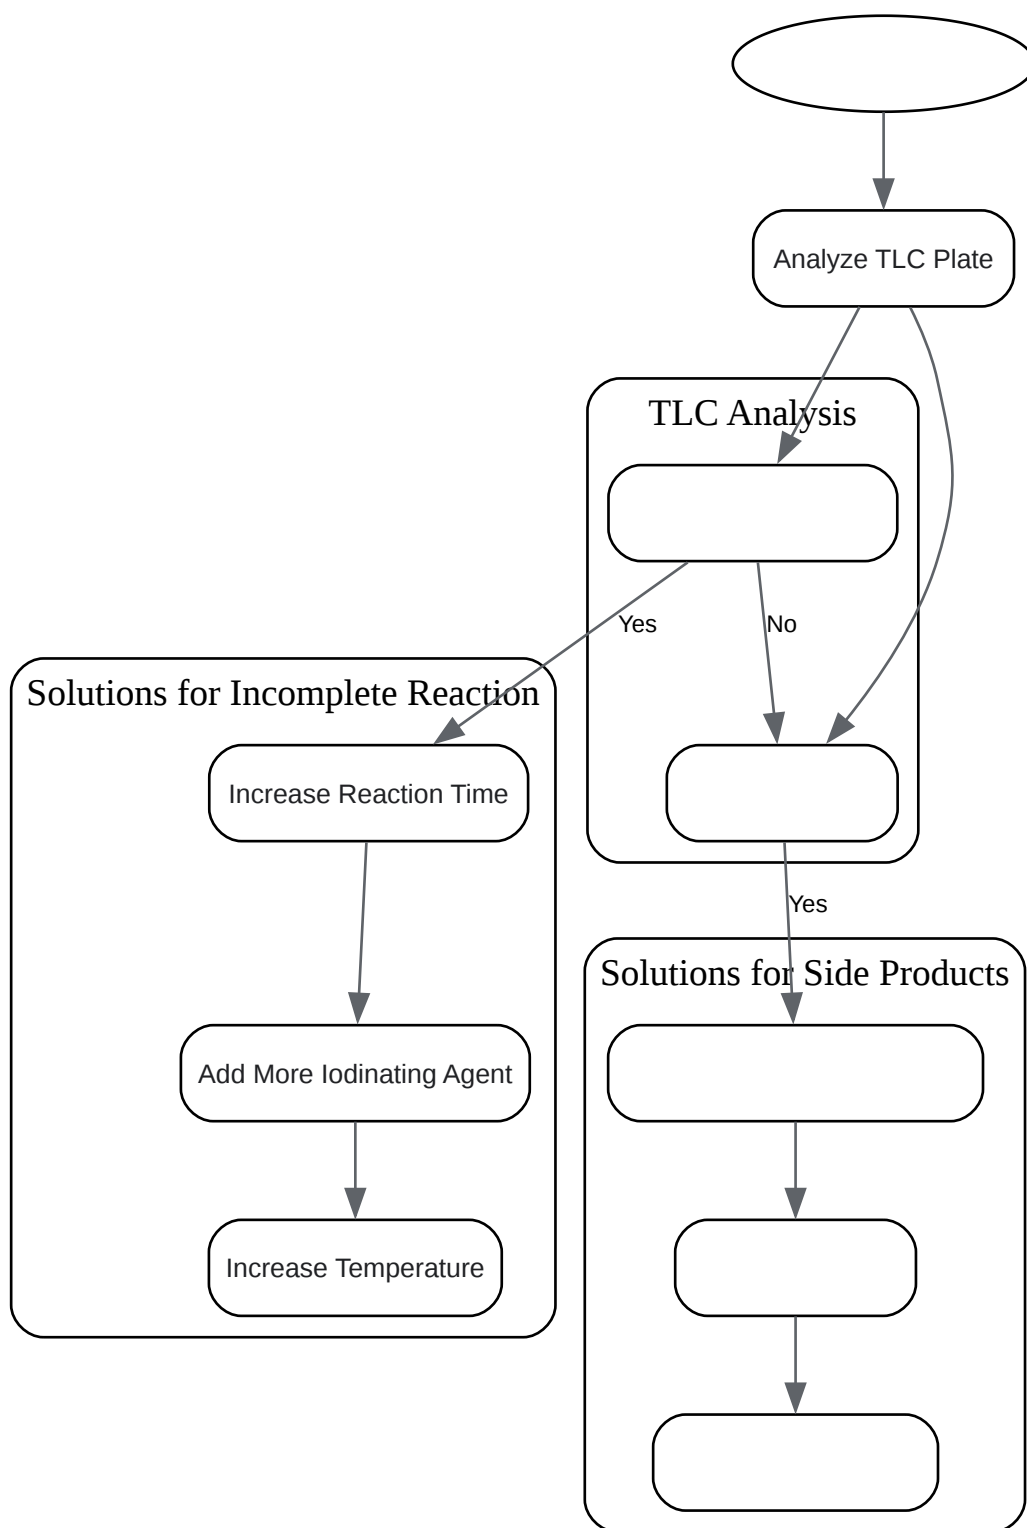 Analyze TLC Plate
TLC Analysis
Yes
No
Solutions for Incomplete Reaction
Increase Reaction Time
Yes
Solutions for Side Products
Add More Iodinating Agent
Increase Temperature